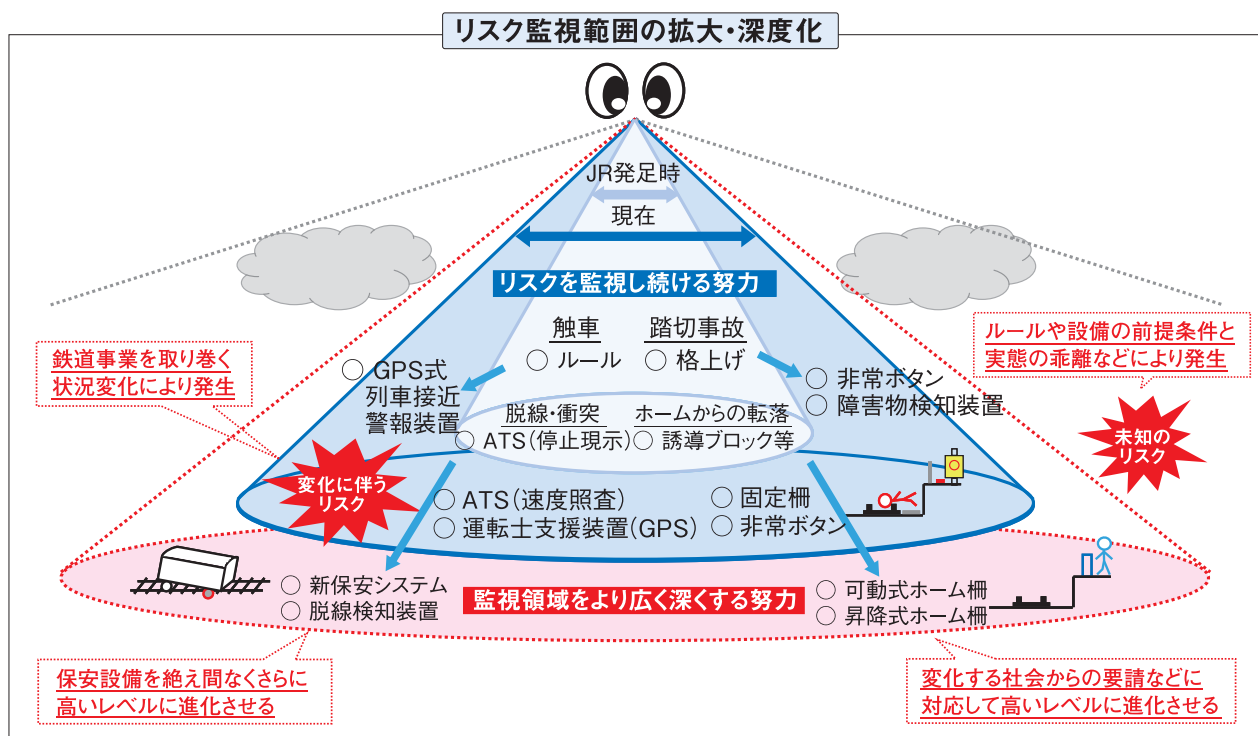 リスク監視範囲の拡大・深度化
JR発足時
現在
リスクを監視し続ける努力
触車
○ ルール
踏切事故
○ 格上げ
○ GPS式
列車接近
警報装置
○ 非常ボタン
○ 障害物検知装置
鉄道事業を取り巻く
状況変化により発生
ルールや設備の前提条件と
実態の乖離などにより発生
脱線・衝突
○ ATS(停止現示)
ホームからの転落
○ 誘導ブロック等
変化に伴う
リスク
未知の
リスク
○ ATS(速度照査)
○ 運転士支援装置(GPS)
○ 固定柵
○ 非常ボタン
○ 新保安システム
○ 脱線検知装置
監視領域をより広く深くする努力
○ 可動式ホーム柵
○ 昇降式ホーム柵
保安設備を絶え間なくさらに
高いレベルに進化させる
変化する社会からの要請などに
対応して高いレベルに進化させる